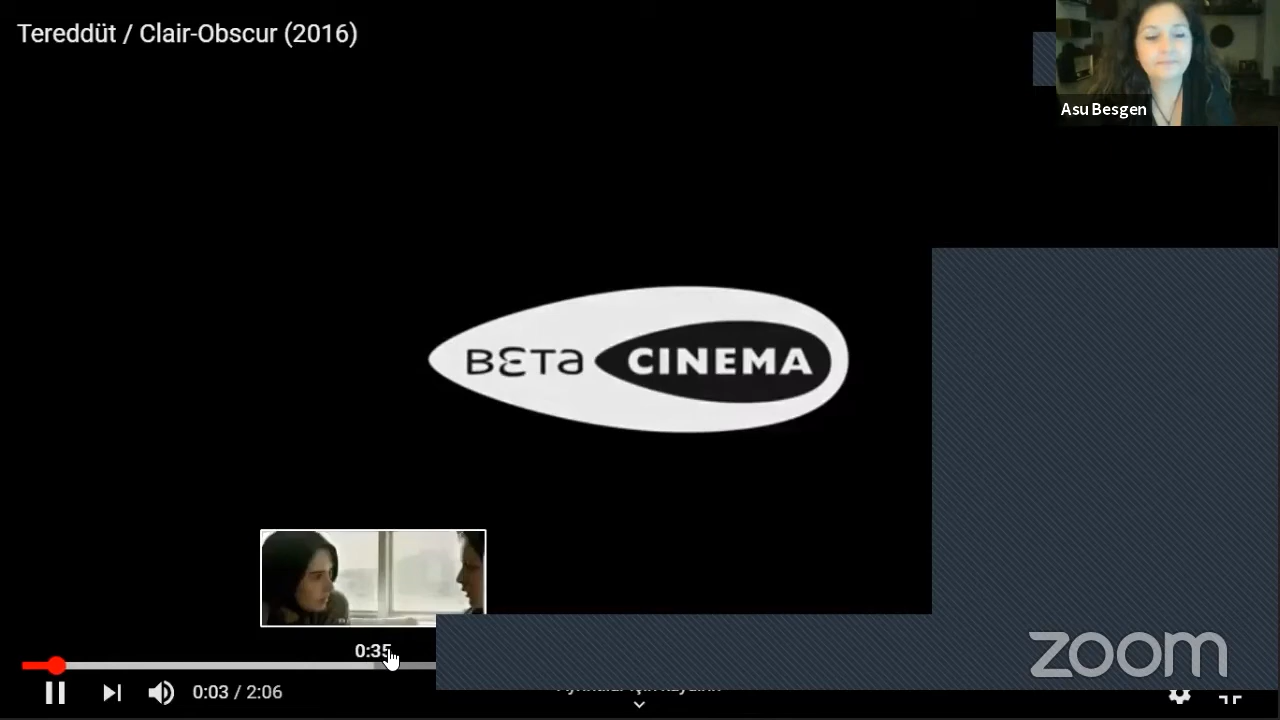 Tereddüt / Clair-Obscur (2016)
Asu Besgen
BETA CINEMA
0:35
zoom
0:03 / 2:06